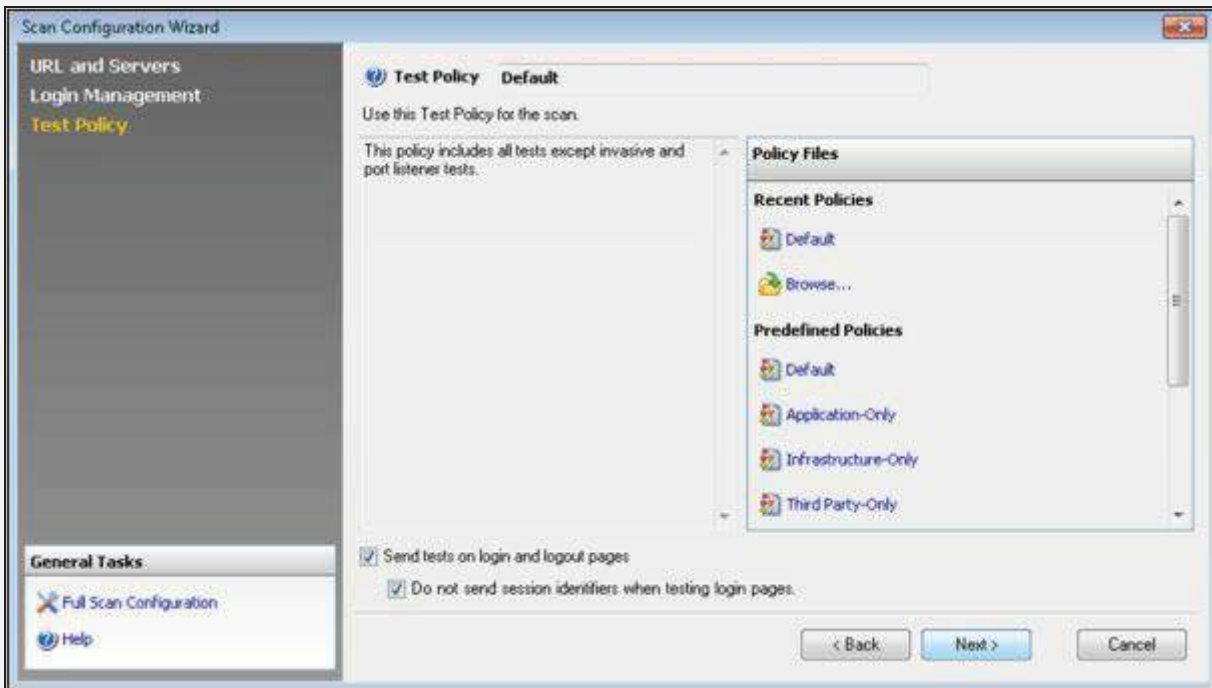 Scan Configuration Wizard
URL and Servers
Login Management
Test Policy
Test Policy Default
Use this Test Policy for the scan.
This policy includes all tests except invasive and
port listener tests.
Policy Files
Recent Policies
Default
Browse...
Predefined Policies
Default
Application-Only
Infrastructure-Only
Third Party-Only
Send tests on login and logout pages
Do not send session identifiers when testing login pages.
General Tasks
Full Scan Configuration
Help
< Back
Next >
Cancel